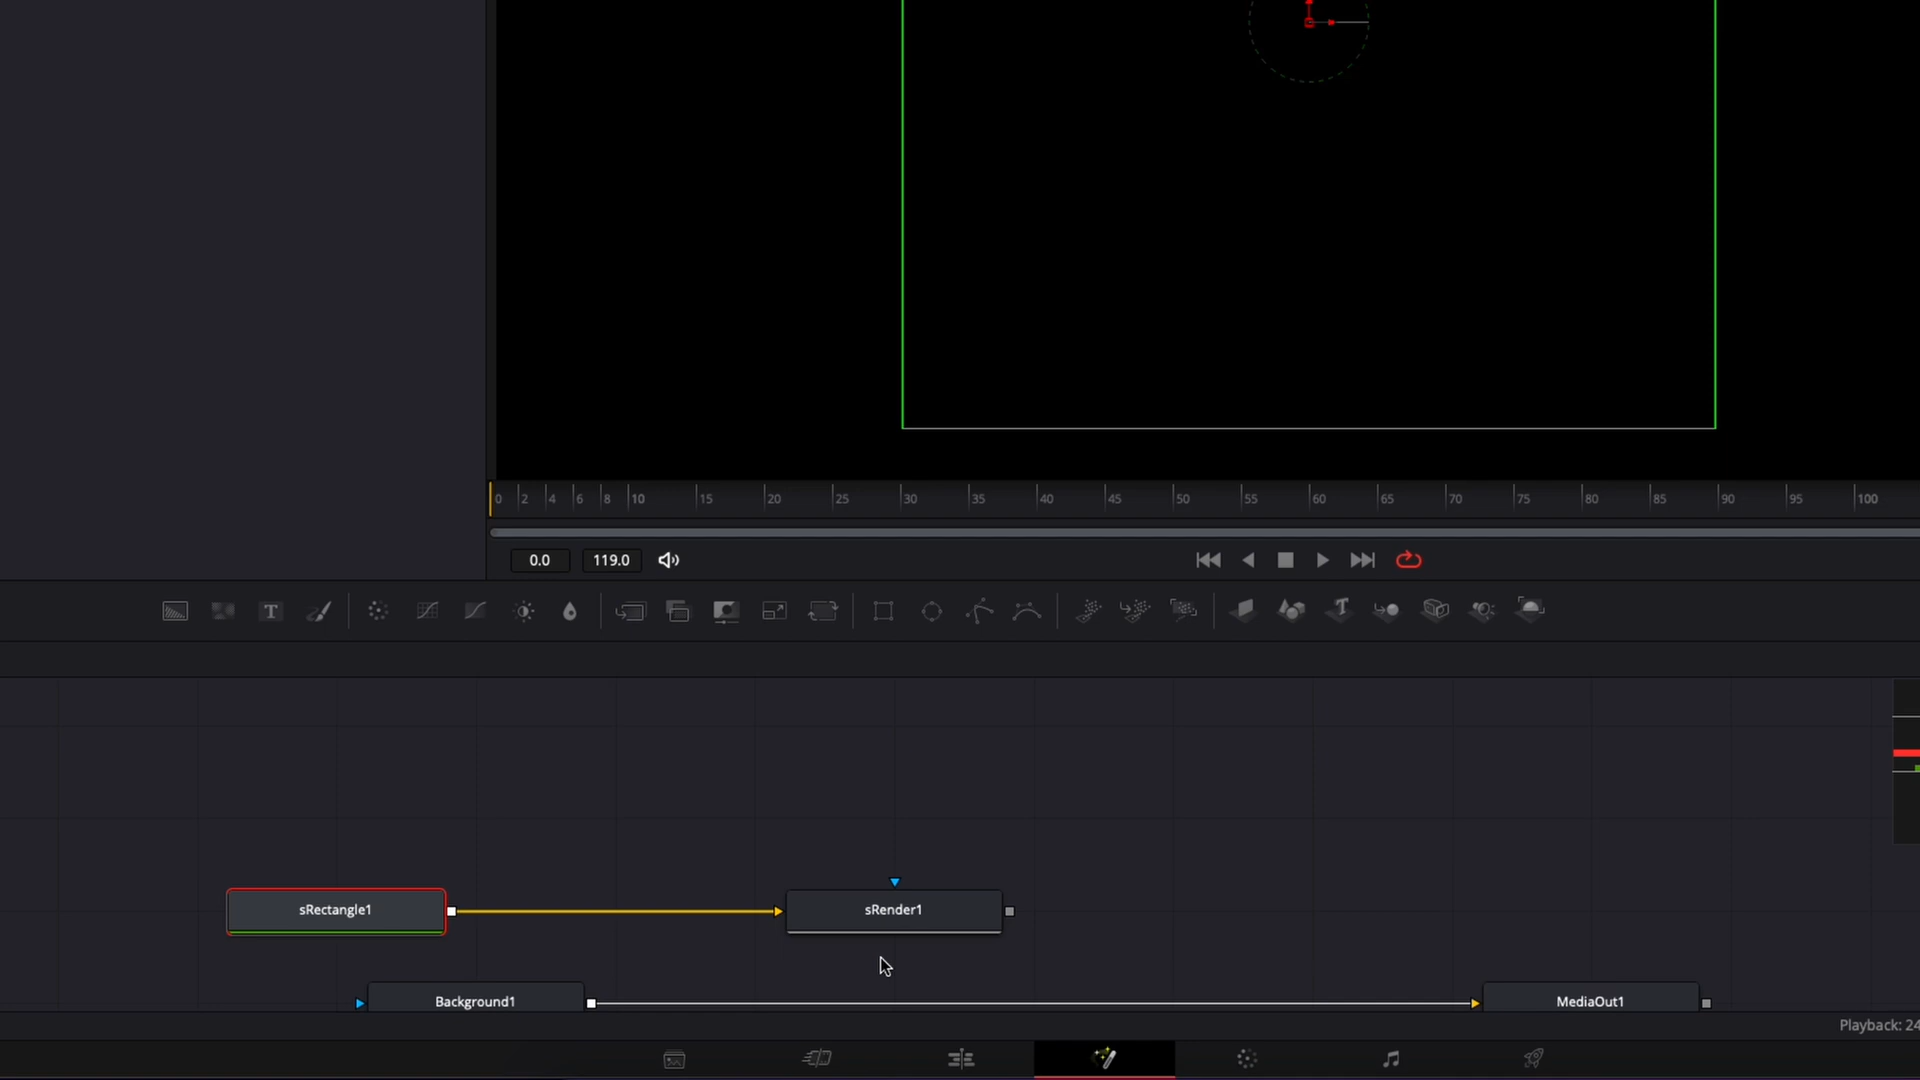 0 2 4 6 8 10 15 20 25 30 35 40 45 50 55 60 65 70 75 80 85 90 95 100
0.0 119.0
T
sRectangle1 sRender1
Background1 MediaOut1
Playback: 24